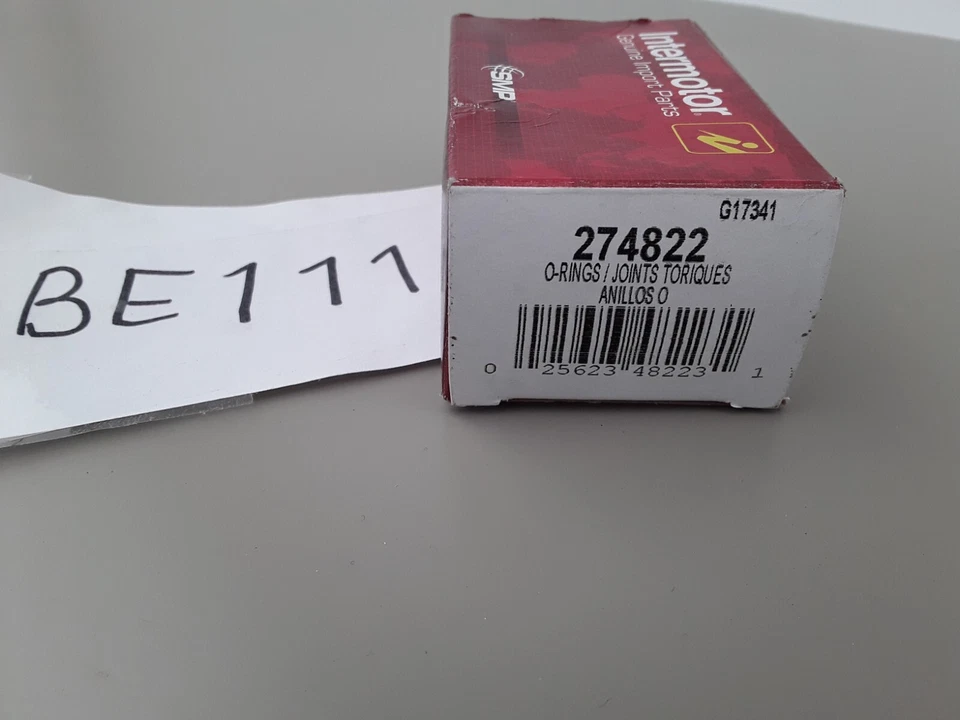 Intermotor
Genuine Import Parts
SMP
G17341
274822
O-RINGS / JOINTS TORIQUES
ANILLOS O
0 25623 48223 1
BE111